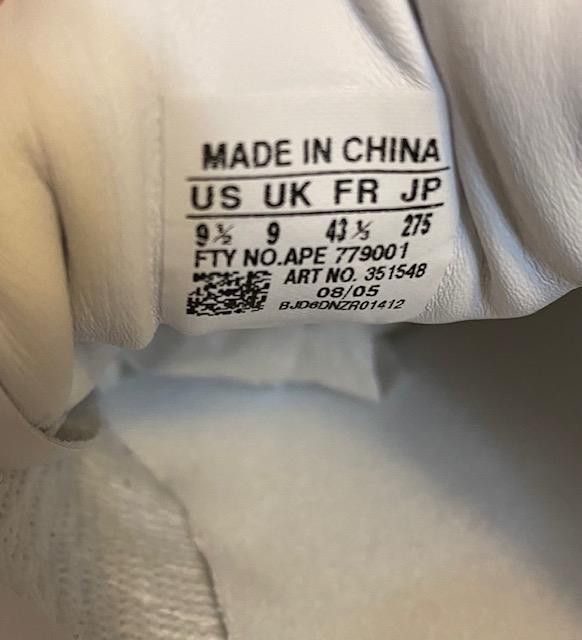 MADE IN CHINA
US UK FR JP
9½ 9 43⅓ 275
FTY NO.APE 779001
ART NO. 351548
08/05
BJD6DNZR01412